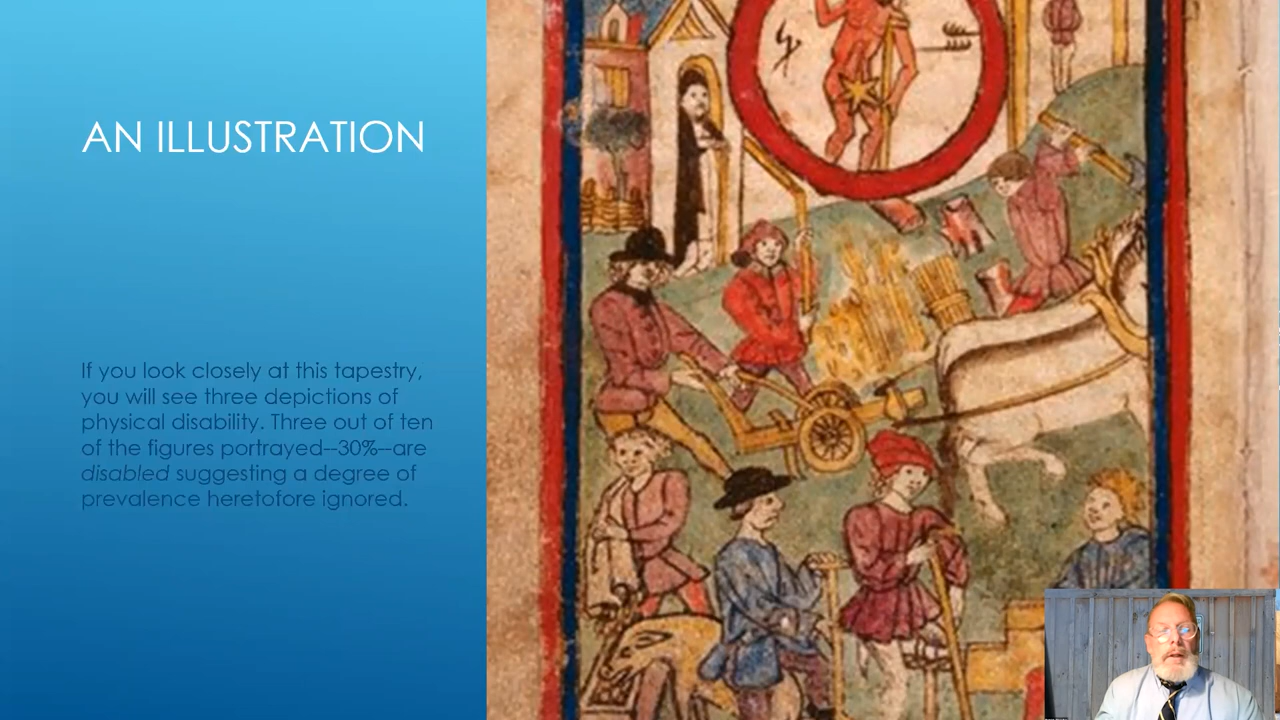 AN ILLUSTRATION
If you look closely at this tapestry,
you will see three depictions of
physical disability. Three out of ten
of the figures portrayed--30%--are
disabled suggesting a degree of
prevalence heretofore ignored.